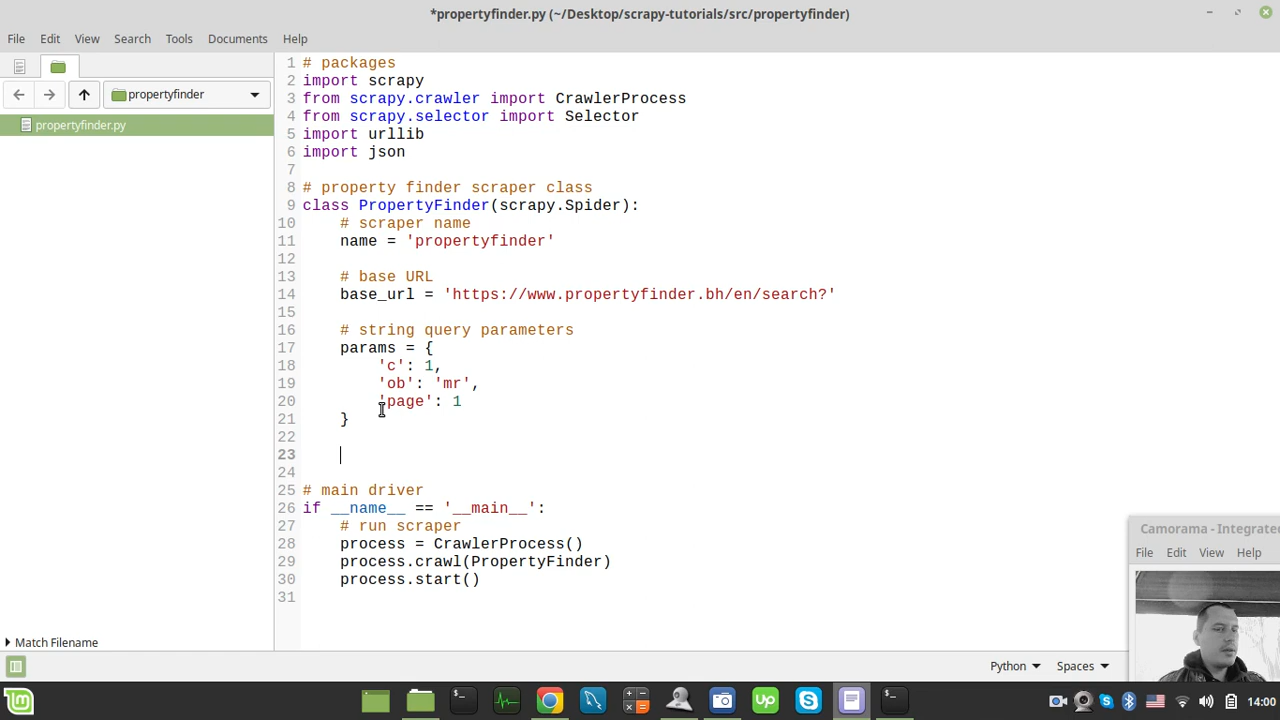 *propertyfinder.py (~/Desktop/scrapy-tutorials/src/propertyfinder)
File Edit View Search Tools Documents Help
propertyfinder
propertyfinder.py
1 # packages
2 import scrapy
3 from scrapy.crawler import CrawlerProcess
4 from scrapy.selector import Selector
5 import urllib
6 import json
7
8 # property finder scraper class
9 class PropertyFinder(scrapy.Spider):
10     # scraper name
11     name = 'propertyfinder'
12
13     # base URL
14     base_url = 'https://www.propertyfinder.bh/en/search?'
15
16     # string query parameters
17     params = {
18         'c': 1,
19         'ob': 'mr',
20         'page': 1
21     }
22
23
24
25 # main driver
26 if __name__ == '__main__':
27     # run scraper
28     process = CrawlerProcess()
29     process.crawl(PropertyFinder)
30     process.start()
31
Camorama - Integrated
File Edit View Help
Match Filename
Python Spaces
Up
14:00